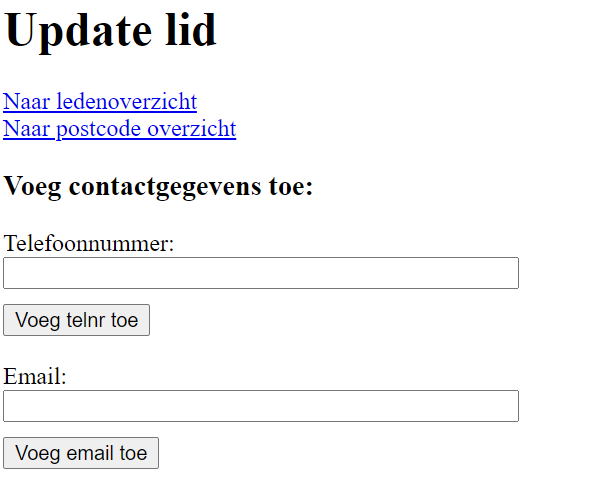 Update lid
Naar ledenoverzicht
Naar postcode overzicht
Voeg contactgegevens toe:
Telefoonnummer:
Voeg telnr toe
Email:
Voeg email toe